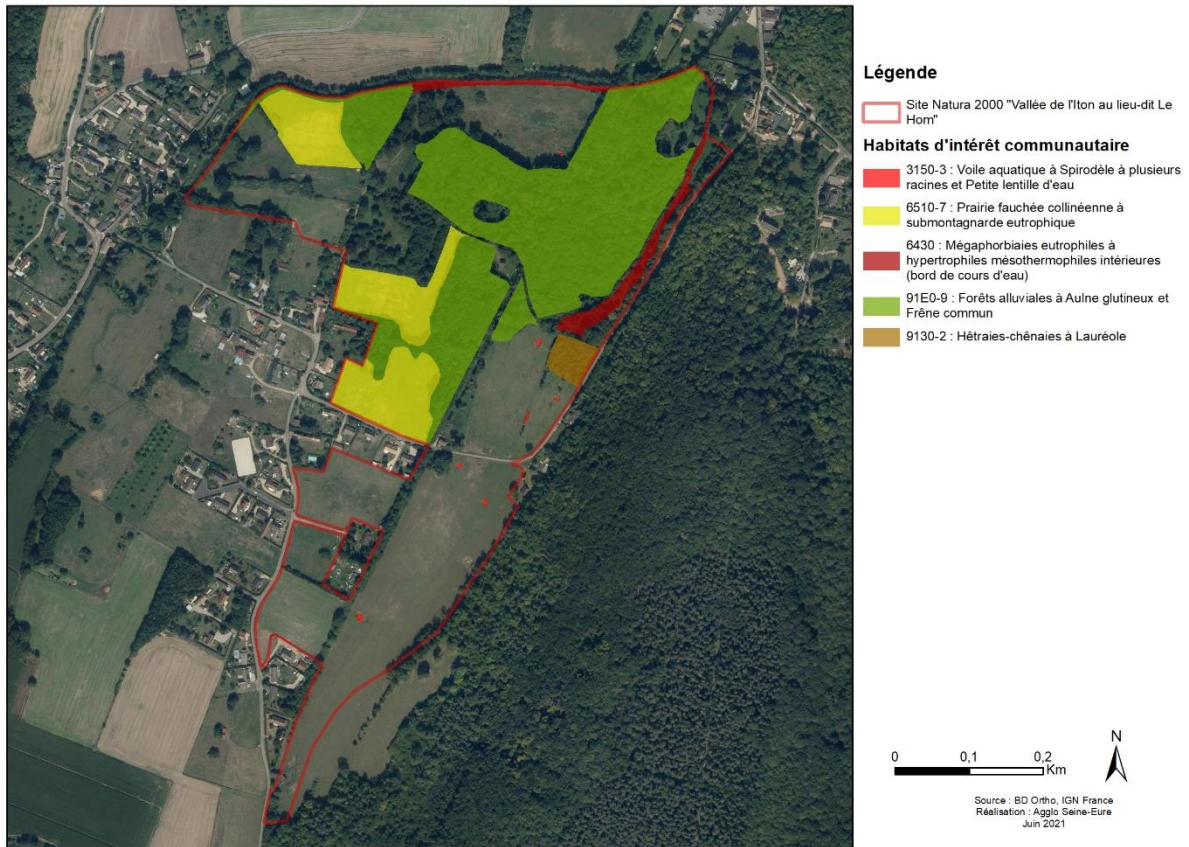 Légende
Site Natura 2000 "Vallée de l'Iton au lieu-dit Le
Hom"
Habitats d'intérêt communautaire
3150-3 : Voile aquatique à Spirodèle à plusieurs
racines et Petite lentille d'eau
6510-7 : Prairie fauchée collinéenne à
submontagnarde eutrophique
6430 : Mégaphorbiaies eutrophiles à
hypertrophiles mésothermophiles intérieures
(bord de cours d'eau)
91E0-9 : Forêts alluviales à Aulne glutineux et
Frêne commun
9130-2 : Hêtraies-chênaies à Lauréole
N
0 0,1 0,2
Km
Source : BD Ortho, IGN France
Réalisation : Agglo Seine-Eure
Juin 2021